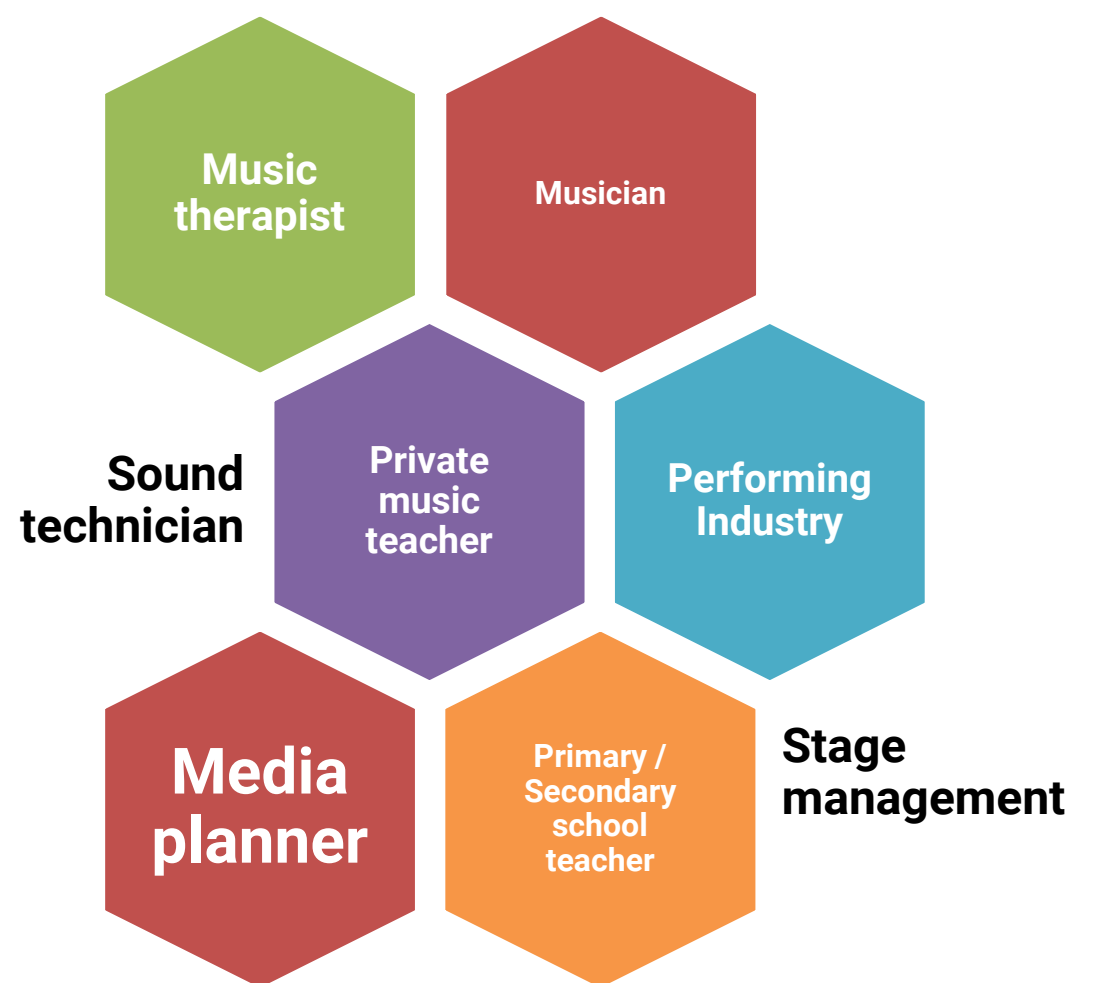 Music
therapist
Musician
Sound
technician
Private
music
teacher
Performing
Industry
Media
planner
Primary /
Secondary
school
teacher
Stage
management